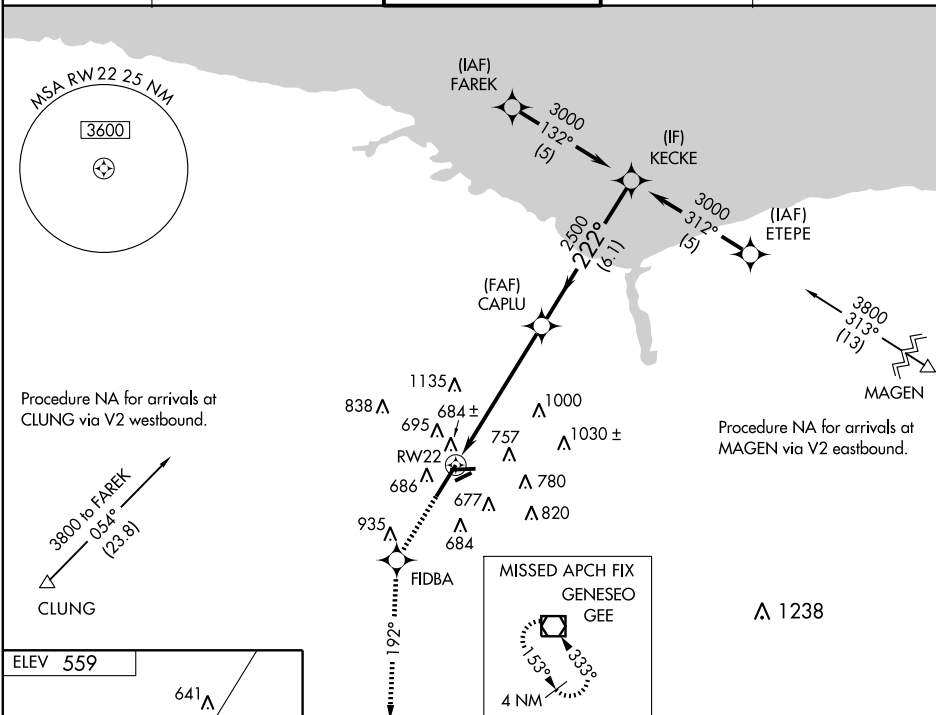 MSA RW22 25 NM
3600
(IAF)
FAREK
3000
132°
(5)
(IF)
KECKE
3000
312°
(5)
(IAF)
ETEPE
2500
222°
(6.1)
(FAF)
CAPLU
3800
313°
(13)
MAGEN
Procedure NA for arrivals at
CLUNG via V2 westbound.
Procedure NA for arrivals at
MAGEN via V2 eastbound.
1135
838
684 ±
695
1000
1030 ±
757
RW22
686
780
677
820
935
684
FIDBA
3800 to FAREK
054°
(23.8)
CLUNG
192°
MISSED APCH FIX
GENESEO
GEE
153°
333°
4 NM
1238
ELEV 559
641